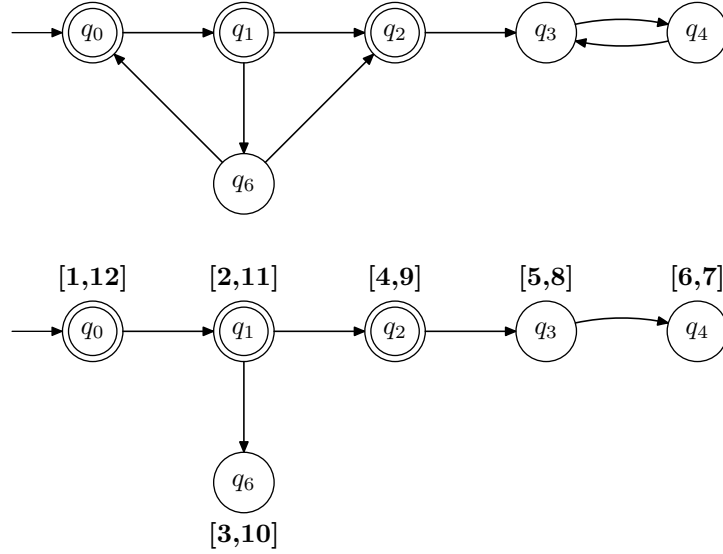 q0 q1 q2 q3 q4
q6
[1,12] [2,11] [4,9] [5,8] [6,7]
q0 q1 q2 q3 q4
q6
[3,10]